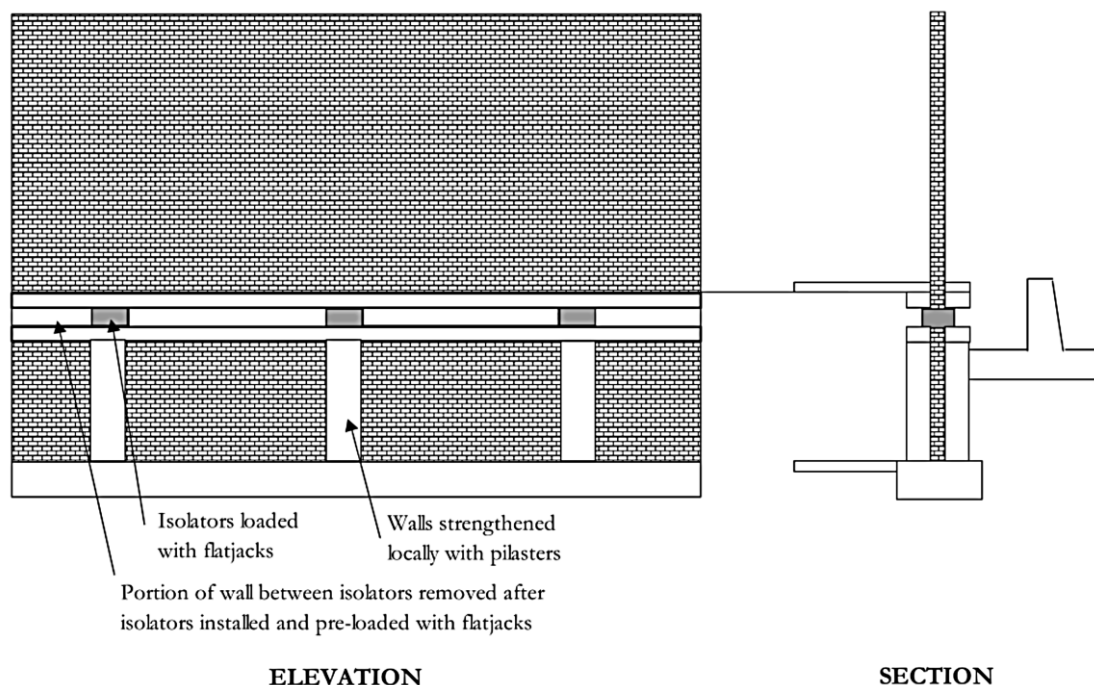 Isolators loaded
with flatjacks
Walls strengthened
locally with pilasters
Portion of wall between isolators removed after
isolators installed and pre-loaded with flatjacks
ELEVATION
SECTION